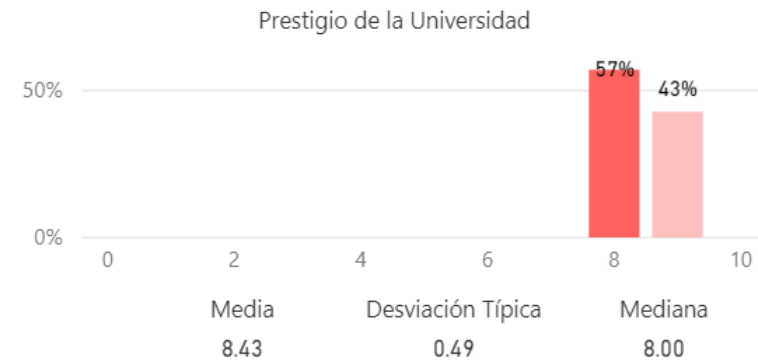 Prestigio de la Universidad
57%
50%
43%
0%
0 2 4 6 8 10
Media Desviación Típica Mediana
8.43 0.49 8.00